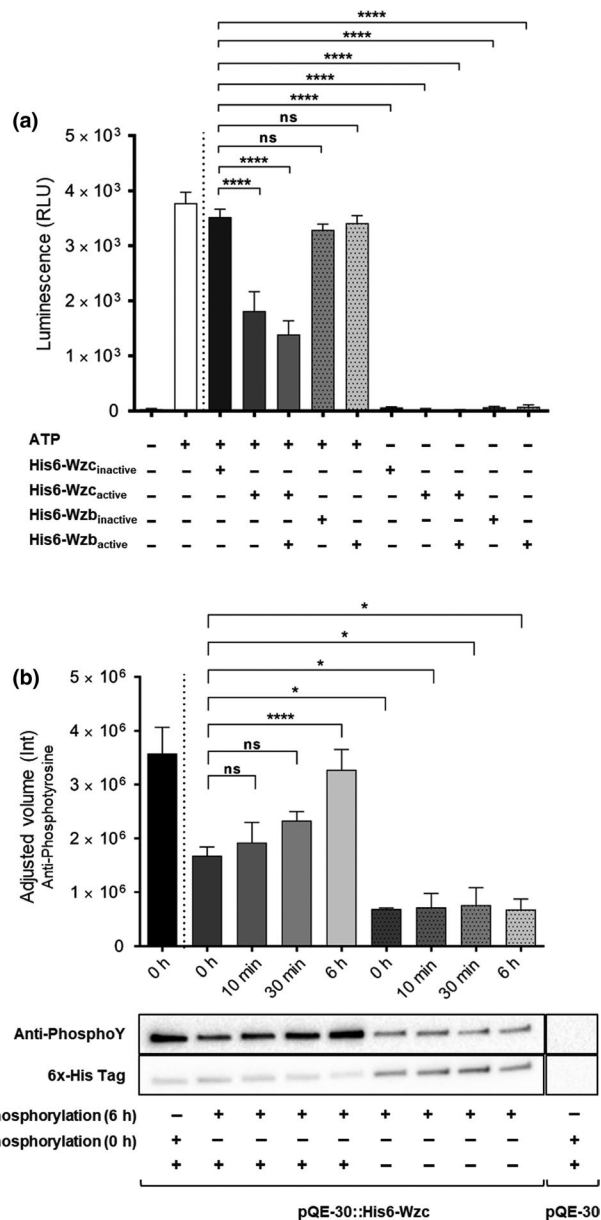 (a)
****
****
****
****
****
ns
ns
****
****
Luminescence (RLU)
5 × 10³
4 × 10³
3 × 10³
2 × 10³
1 × 10³
0
ATP – + + + + + + – – – – –
His6-Wzcinactive – – + – – – – + – – – –
His6-Wzcactive – – – + + – – – + + – –
His6-Wzbinactive – – – – – + – – – – + –
His6-Wzbactive – – – – + – + – – + – +
(b)
*
*
*
*
****
ns
ns
Adjusted volume (Int)
Anti-Phosphotyrosine
5 × 10⁶
4 × 10⁶
3 × 10⁶
2 × 10⁶
1 × 10⁶
0
0 h 0 h 10 min 30 min 6 h 0 h 10 min 30 min 6 h
Anti-PhosphoY
6x-His Tag
hosphorylation (6 h) – + + + + + + + + –
hosphorylation (0 h) + – – – – – – – – +
+ + + + + – – – – +
pQE-30::His6-Wzc pQE-30